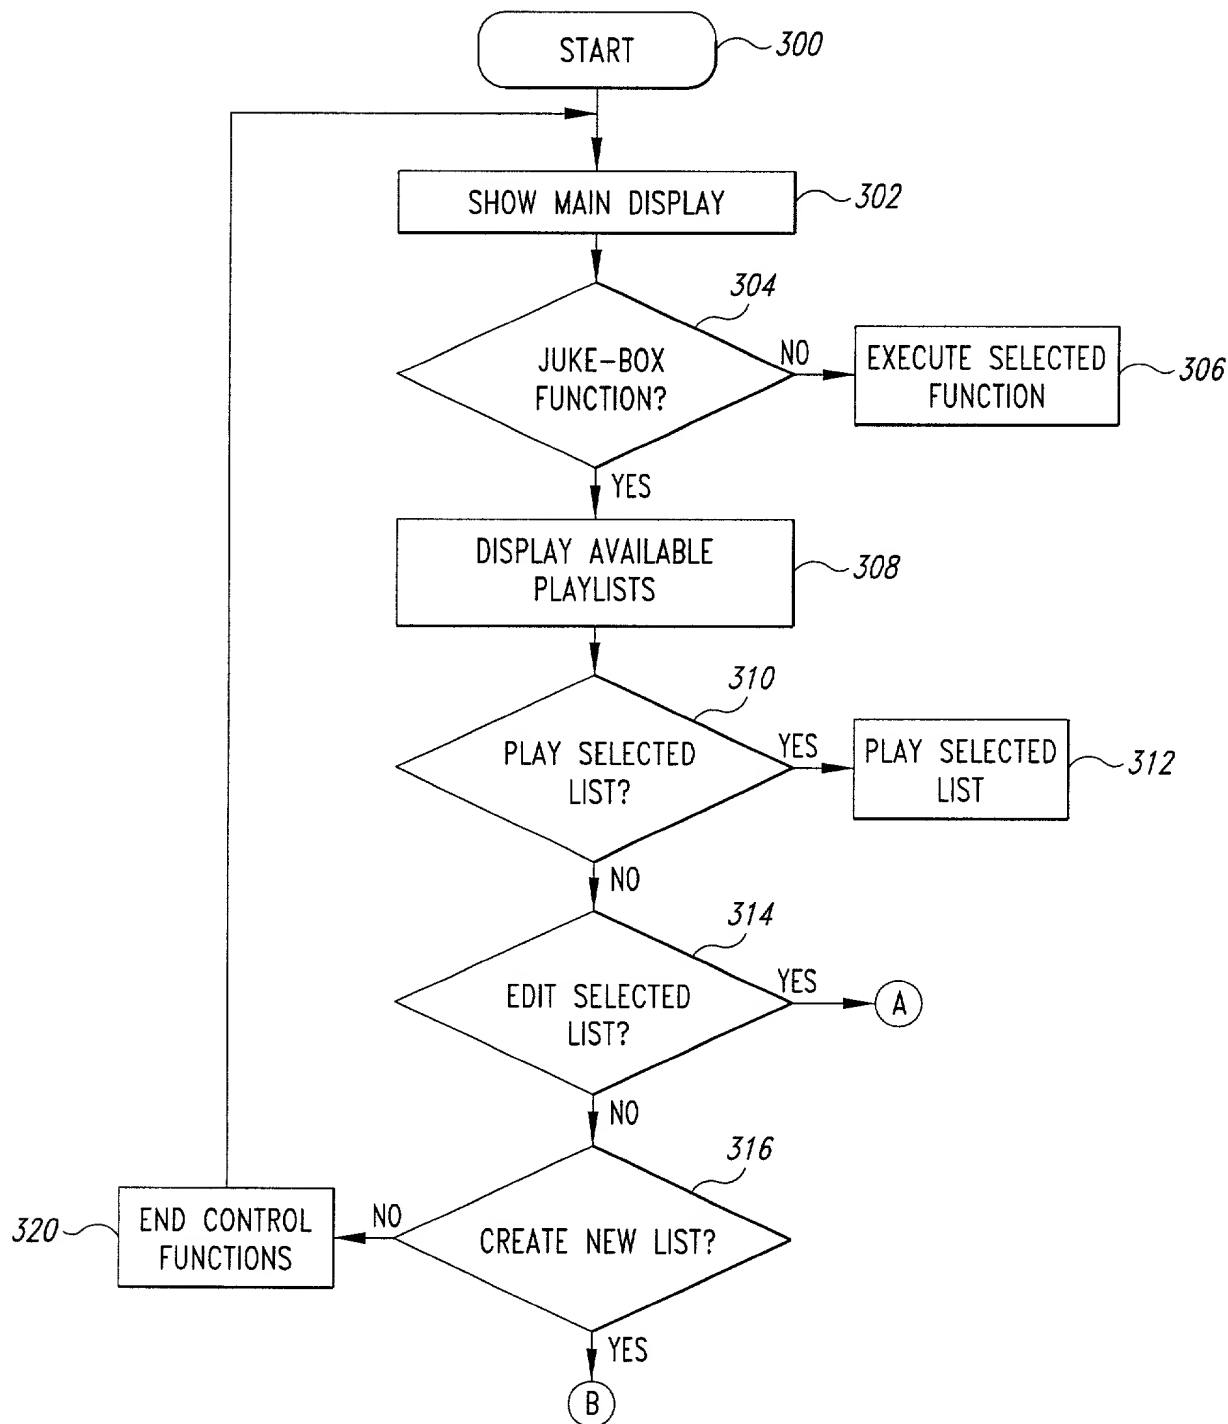 START
300
SHOW MAIN DISPLAY
302
304
JUKE-BOX
FUNCTION?
NO
EXECUTE SELECTED
FUNCTION
306
YES
DISPLAY AVAILABLE
PLAYLISTS
308
310
PLAY SELECTED
LIST?
YES
PLAY SELECTED
LIST
312
NO
314
EDIT SELECTED
LIST?
YES
A
NO
316
CREATE NEW LIST?
NO
END CONTROL
FUNCTIONS
320
YES
B